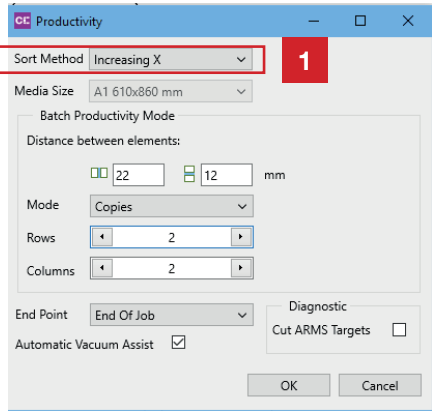 CC Productivity
Sort Method Increasing X 1
Media Size A1 610x860 mm
Batch Productivity Mode
Distance between elements:
22 12 mm
Mode Copies
Rows 2
Columns 2
End Point End Of Job
Diagnostic
Cut ARMS Targets
Automatic Vacuum Assist
OK Cancel